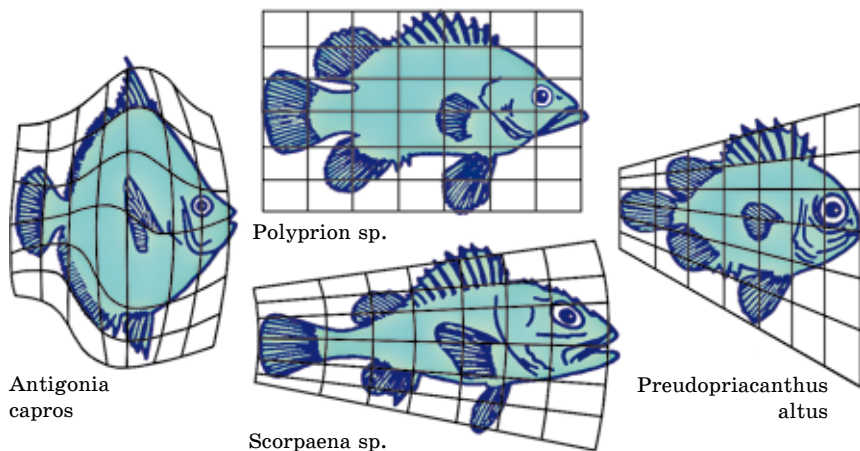 Polyprion sp.
Antigonia
capros
Scorpaena sp.
Preudopriacanthus
altus